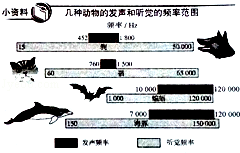 小资料 几种动物的发声和听觉的频率范围
频率/Hz
452 1 800
15 狗 50 000
760 1 500
60 猫 65 000
10 000 120 000
1 000 蝙蝠 120 000
7 000 120 000
150 海豚 150 000
发声频率 听觉频率